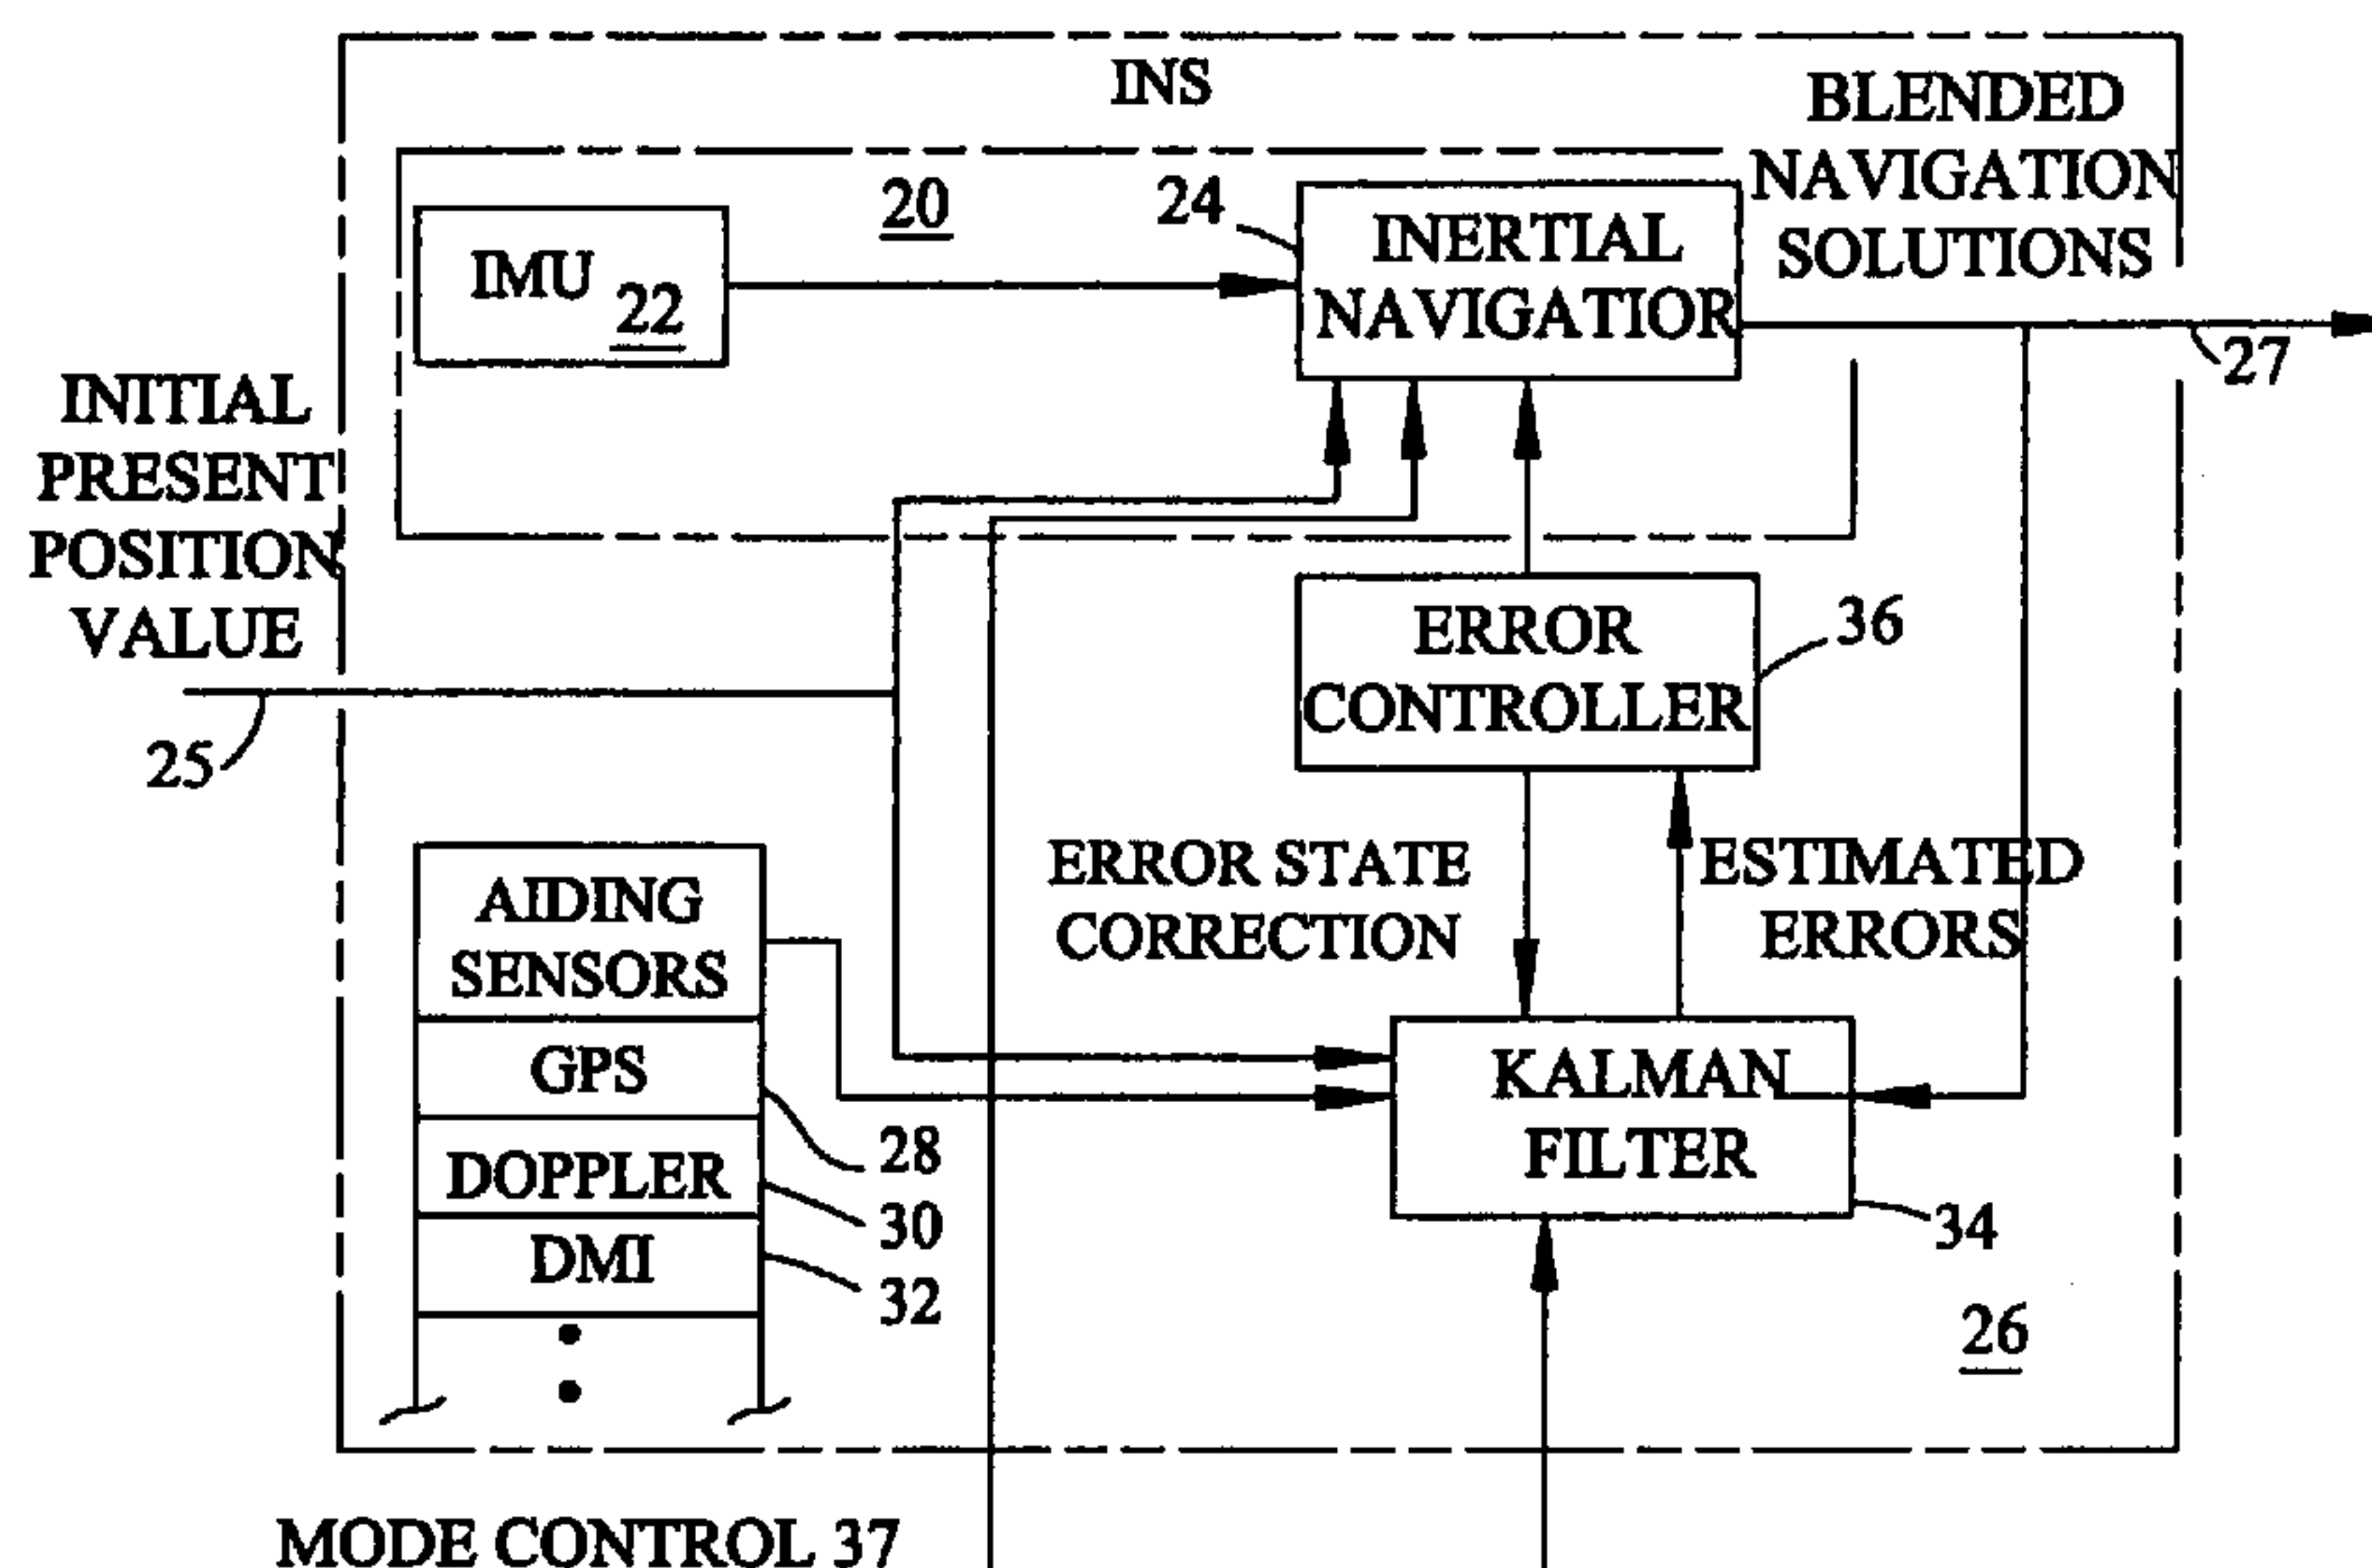 INS
BLENDED
NAVIGATION
SOLUTIONS
20
24
IMU
22
INERTIAL
NAVIGATIOR
27
INITIAL
PRESENT
POSITION
VALUE
25
ERROR
CONTROLLER
36
ERROR STATE
CORRECTION
ESTIMATED
ERRORS
AIDING
SENSORS
GPS
DOPPLER
DMI
28
30
32
KALMAN
FILTER
34
26
MODE CONTROL 37